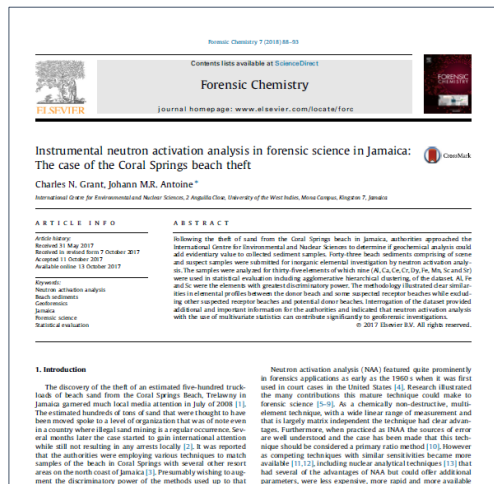 Forensic Chemistry 7 (2018) 88–93
Contents lists available at ScienceDirect
Forensic Chemistry
journal homepage: www.elsevier.com/locate/forc
ELSEVIER
FORENSIC
CHEMISTRY
Instrumental neutron activation analysis in forensic science in Jamaica:
The case of the Coral Springs beach theft
CrossMark
Charles N. Grant, Johann M.R. Antoine*
International Centre for Environmental and Nuclear Sciences, 2 Anguilla Close, University of the West Indies, Mona Campus, Kingston 7, Jamaica
ARTICLE INFO
Article history:
Received 31 May 2017
Received in revised form 7 October 2017
Accepted 11 October 2017
Available online 13 October 2017
Keywords:
Neutron activation analysis
Beach sediments
Geoforensics
Jamaica
Forensic science
Statistical evaluation
ABSTRACT
Following the theft of sand from the Coral Springs beach in Jamaica, authorities approached the
International Centre for Environmental and Nuclear Sciences to determine if geochemical analysis could
add evidentiary value to collected sediment samples. Forty-three beach sediments comprising of scene
and suspect samples were submitted for inorganic elemental investigation by neutron activation analy-
sis. The samples were analyzed for thirty-five elements of which nine (Al, Ca, Ce, Cr, Dy, Fe, Mn, Sc and Sr)
were used in statistical evaluation including agglomerative hierarchical clustering, of the dataset. Al, Fe
and Sc were the elements with greatest discriminatory power. The methodology illustrated clear similar-
ities in elemental profiles between the donor beach and some suspected receptor beaches while exclud-
ing other suspected receptor beaches and potential donor beaches. Interrogation of the dataset provided
additional and important information for the authorities and indicated that neutron activation analysis
with the use of multivariate statistics can contribute significantly to geoforensic investigations.
© 2017 Elsevier B.V. All rights reserved.
1. Introduction
The discovery of the theft of an estimated five-hundred truck-
loads of beach sand from the Coral Springs Beach, Trelawny in
Jamaica garnered much local media attention in July of 2008 [1].
The estimated hundreds of tons of sand that were thought to have
been moved spoke to a level of organization that was of note even
in a country where illegal sand mining is a regular occurrence. Sev-
eral months later the case started to gain international attention
while still not resulting in any arrests locally [2]. It was reported
that the authorities were employing various techniques to match
samples of the beach in Coral Springs with several other resort
areas on the north coast of Jamaica [3]. Presumably wishing to aug-
ment the discriminatory power of the methods used up to that
Neutron activation analysis (NAA) featured quite prominently
in forensics applications as early as the 1960 s when it was first
used in court cases in the United States [4]. Research illustrated
the many contributions this mature technique could make to
forensic science [5–9]. As a chemically non-destructive, multi-
element technique, with a wide linear range of measurement and
that is largely matrix independent the technique had clear advan-
tages. Furthermore, when practiced as INAA the sources of error
are well understood and the case has been made that this tech-
nique should be considered a primary ratio method [10]. However
as competing techniques with similar sensitivities became more
available [11,12], including nuclear analytical techniques [13] that
had several of the advantages of NAA but could offer additional
parameters, were less expensive, more rapid and more available